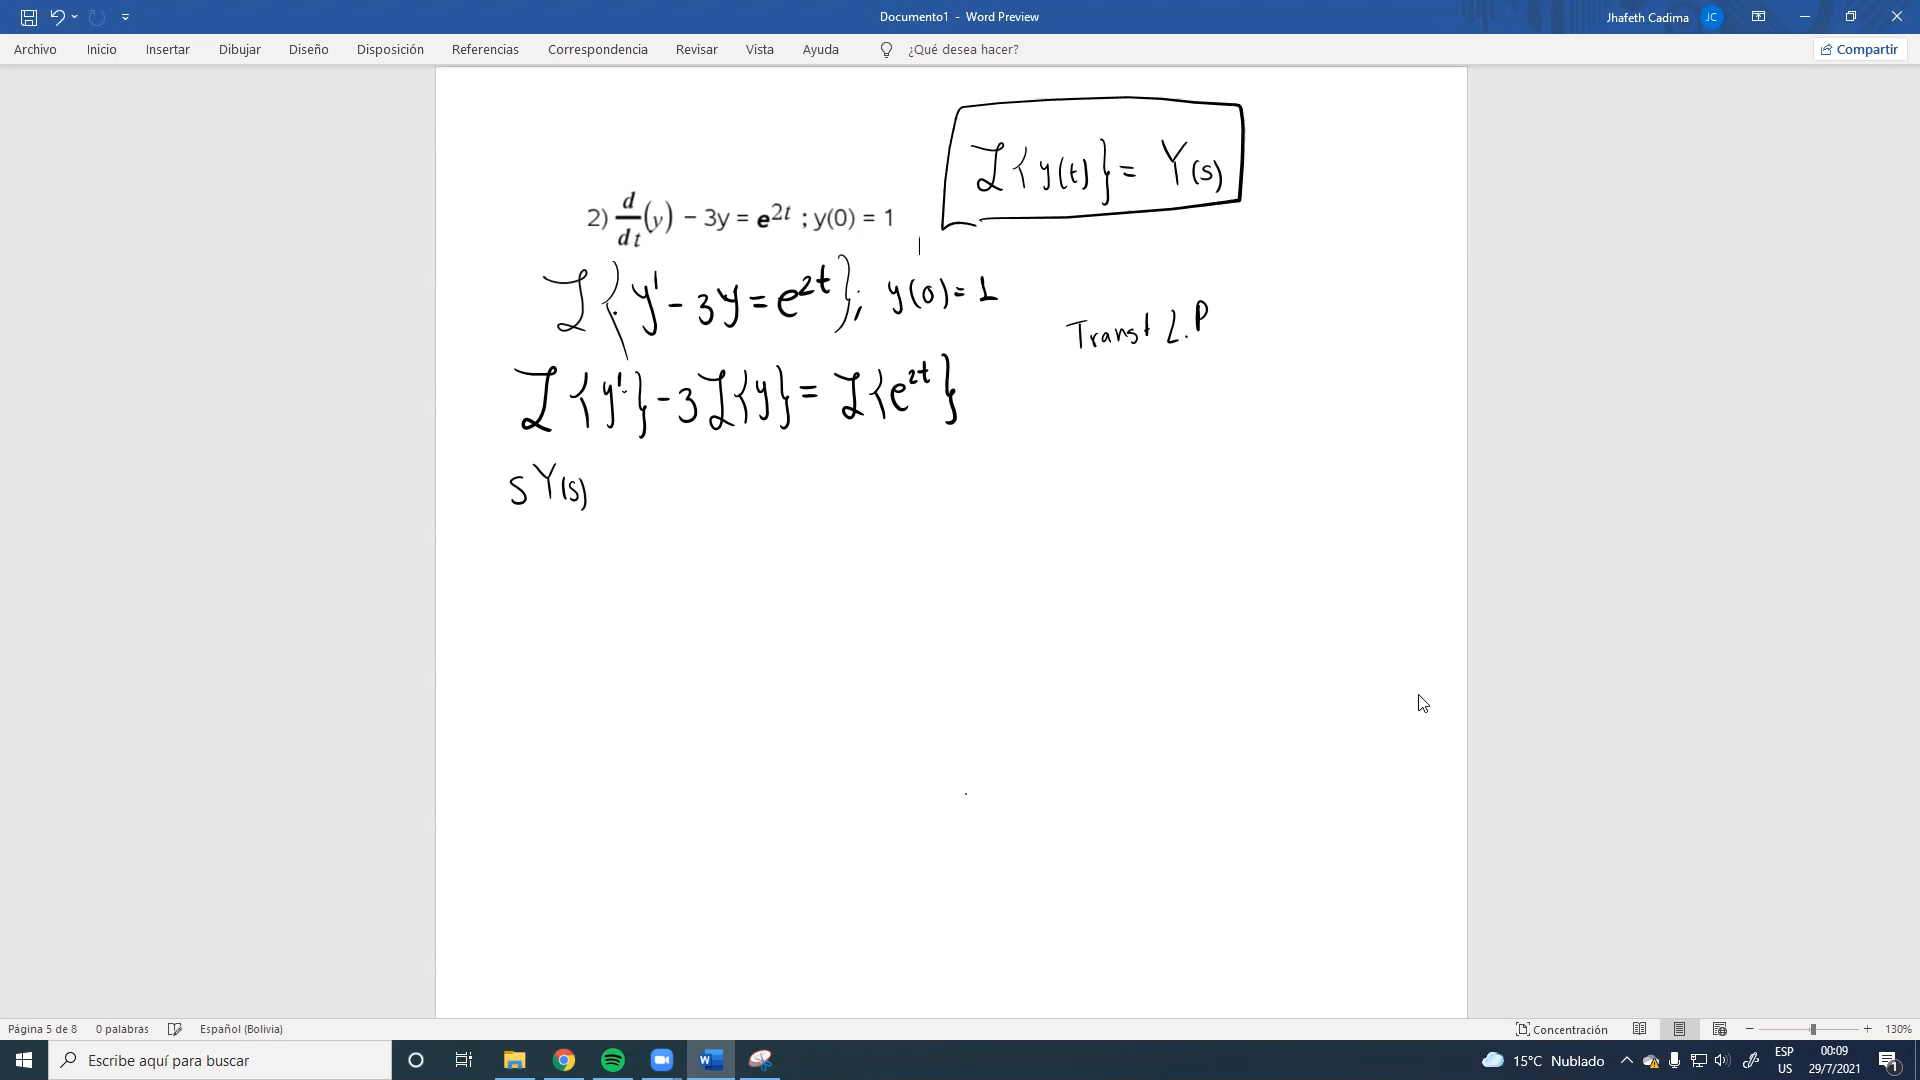 Documento1 - Word Preview
Jhafeth Cadima JC
Archivo Inicio Insertar Dibujar Diseño Disposición Referencias Correspondencia Revisar Vista Ayuda ¿Qué desea hacer? Compartir
ℒ{y(t)} = Y(s)
2) d/dt (y) − 3y = e^2t ; y(0) = 1
ℒ{y' − 3y = e^2t}; y(0) = 1
Transf L.P
ℒ{y'} − 3ℒ{y} = ℒ{e^2t}
sY(s)
Página 5 de 8 0 palabras Español (Bolivia) Concentración 130%
Escribe aquí para buscar 15°C Nublado ESP 00:09
US 29/7/2021 1